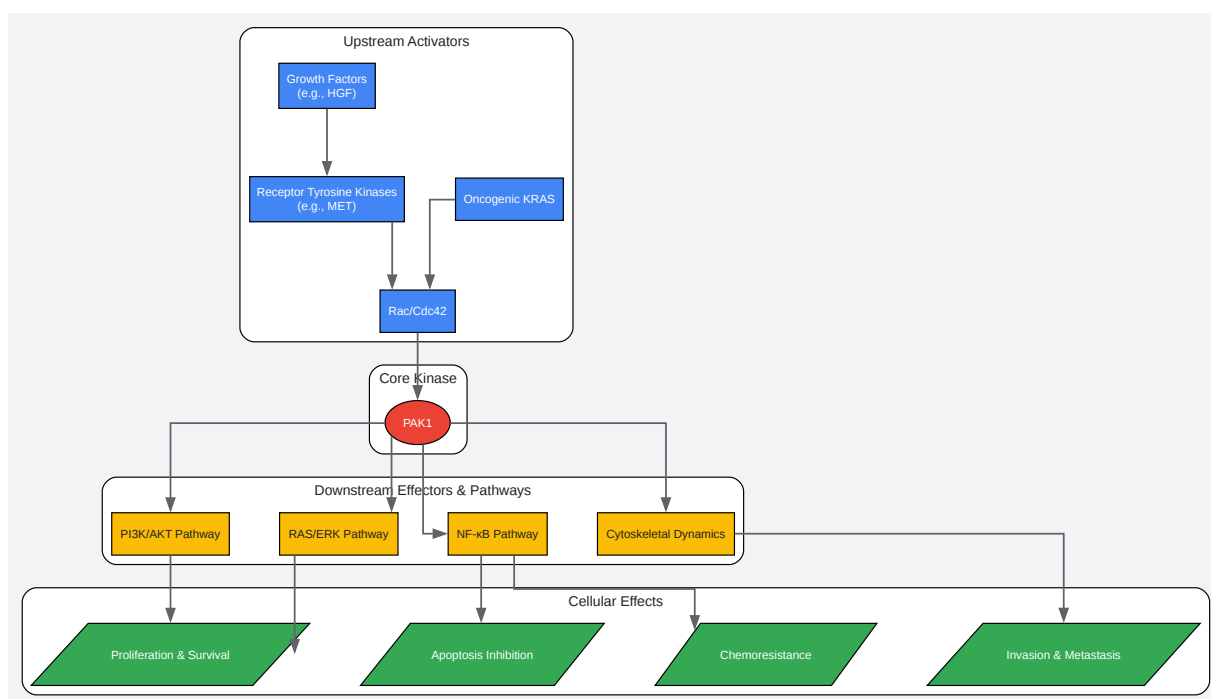 Upstream Activators
Growth Factors
(e.g., HGF)
Receptor Tyrosine Kinases
(e.g., MET)
Oncogenic KRAS
Rac/Cdc42
Core Kinase
PAK1
Downstream Effectors & Pathways
PI3K/AKT Pathway
RAS/ERK Pathway
NF-κB Pathway
Cytoskeletal Dynamics
Cellular Effects
Proliferation & Survival
Apoptosis Inhibition
Chemoresistance
Invasion & Metastasis